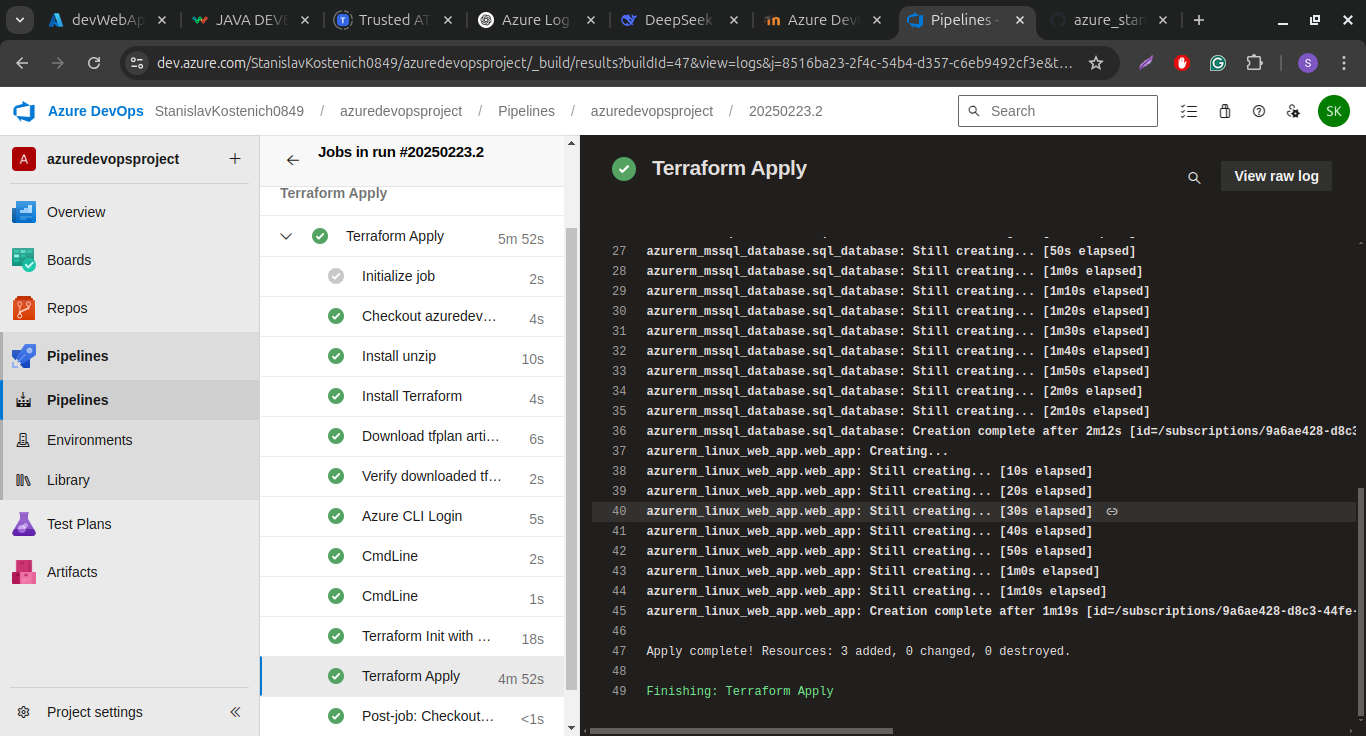 devWebAp
JAVA DEVE
Trusted AT
Azure Log
DeepSeek
Azure DevO
Pipelines -
azure_stan
dev.azure.com/StanislavKostenich0849/azuredevopsproject/_build/results?buildId=47&view=logs&j=8516ba23-2f4c-54b4-d357-c6eb9492cf3e&t...
S
Azure DevOps StanislavKostenich0849 / azuredevopsproject / Pipelines / azuredevopsproject / 20250223.2
Search
SK
A azuredevopsproject
Overview
Boards
Repos
Pipelines
Pipelines
Environments
Library
Test Plans
Artifacts
Project settings
Jobs in run #20250223.2
Terraform Apply
Terraform Apply 5m 52s
Initialize job 2s
Checkout azuredev… 4s
Install unzip 10s
Install Terraform 4s
Download tfplan arti… 6s
Verify downloaded tf… 2s
Azure CLI Login 5s
CmdLine 2s
CmdLine 1s
Terraform Init with … 18s
Terraform Apply 4m 52s
Post-job: Checkout… <1s
Terraform Apply
View raw log
27 azurerm_mssql_database.sql_database: Still creating... [50s elapsed]
28 azurerm_mssql_database.sql_database: Still creating... [1m0s elapsed]
29 azurerm_mssql_database.sql_database: Still creating... [1m10s elapsed]
30 azurerm_mssql_database.sql_database: Still creating... [1m20s elapsed]
31 azurerm_mssql_database.sql_database: Still creating... [1m30s elapsed]
32 azurerm_mssql_database.sql_database: Still creating... [1m40s elapsed]
33 azurerm_mssql_database.sql_database: Still creating... [1m50s elapsed]
34 azurerm_mssql_database.sql_database: Still creating... [2m0s elapsed]
35 azurerm_mssql_database.sql_database: Still creating... [2m10s elapsed]
36 azurerm_mssql_database.sql_database: Creation complete after 2m12s [id=/subscriptions/9a6ae428-d8c3
37 azurerm_linux_web_app.web_app: Creating...
38 azurerm_linux_web_app.web_app: Still creating... [10s elapsed]
39 azurerm_linux_web_app.web_app: Still creating... [20s elapsed]
40 azurerm_linux_web_app.web_app: Still creating... [30s elapsed]
41 azurerm_linux_web_app.web_app: Still creating... [40s elapsed]
42 azurerm_linux_web_app.web_app: Still creating... [50s elapsed]
43 azurerm_linux_web_app.web_app: Still creating... [1m0s elapsed]
44 azurerm_linux_web_app.web_app: Still creating... [1m10s elapsed]
45 azurerm_linux_web_app.web_app: Creation complete after 1m19s [id=/subscriptions/9a6ae428-d8c3-44fe-
46
47 Apply complete! Resources: 3 added, 0 changed, 0 destroyed.
48
49 Finishing: Terraform Apply